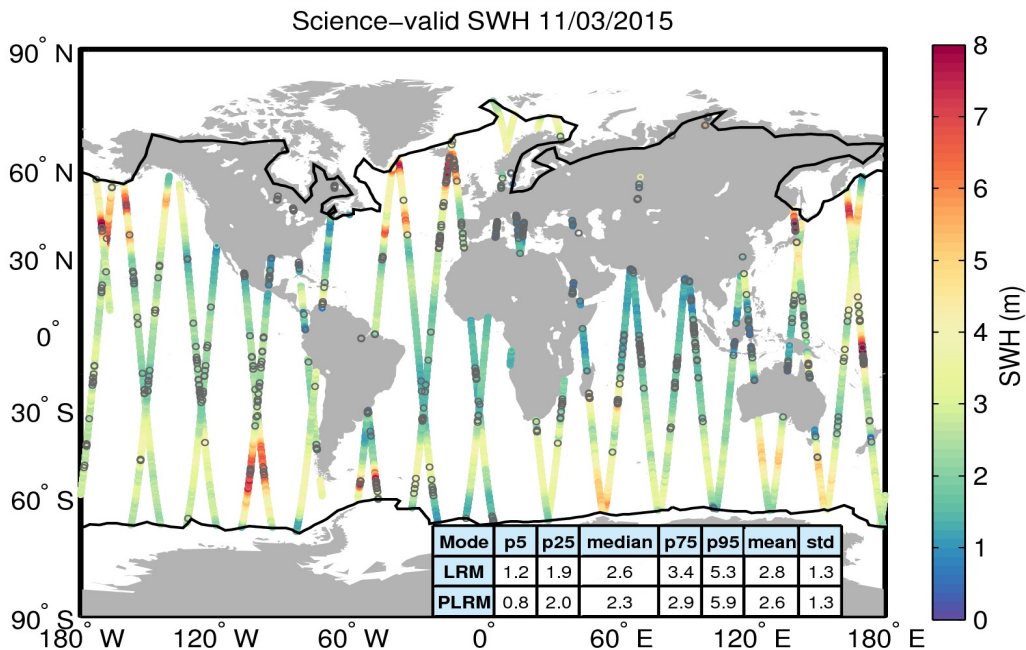 Science−valid SWH 11/03/2015
90° N
60° N
30° N
0°
30° S
60° S
90° S
180° W
120° W
60° W
0°
60° E
120° E
180° E
8
7
6
5
4
3
2
1
0
SWH (m)
Mode p5 p25 median p75 p95 mean std
LRM 1.2 1.9 2.6 3.4 5.3 2.8 1.3
PLRM 0.8 2.0 2.3 2.9 5.9 2.6 1.3